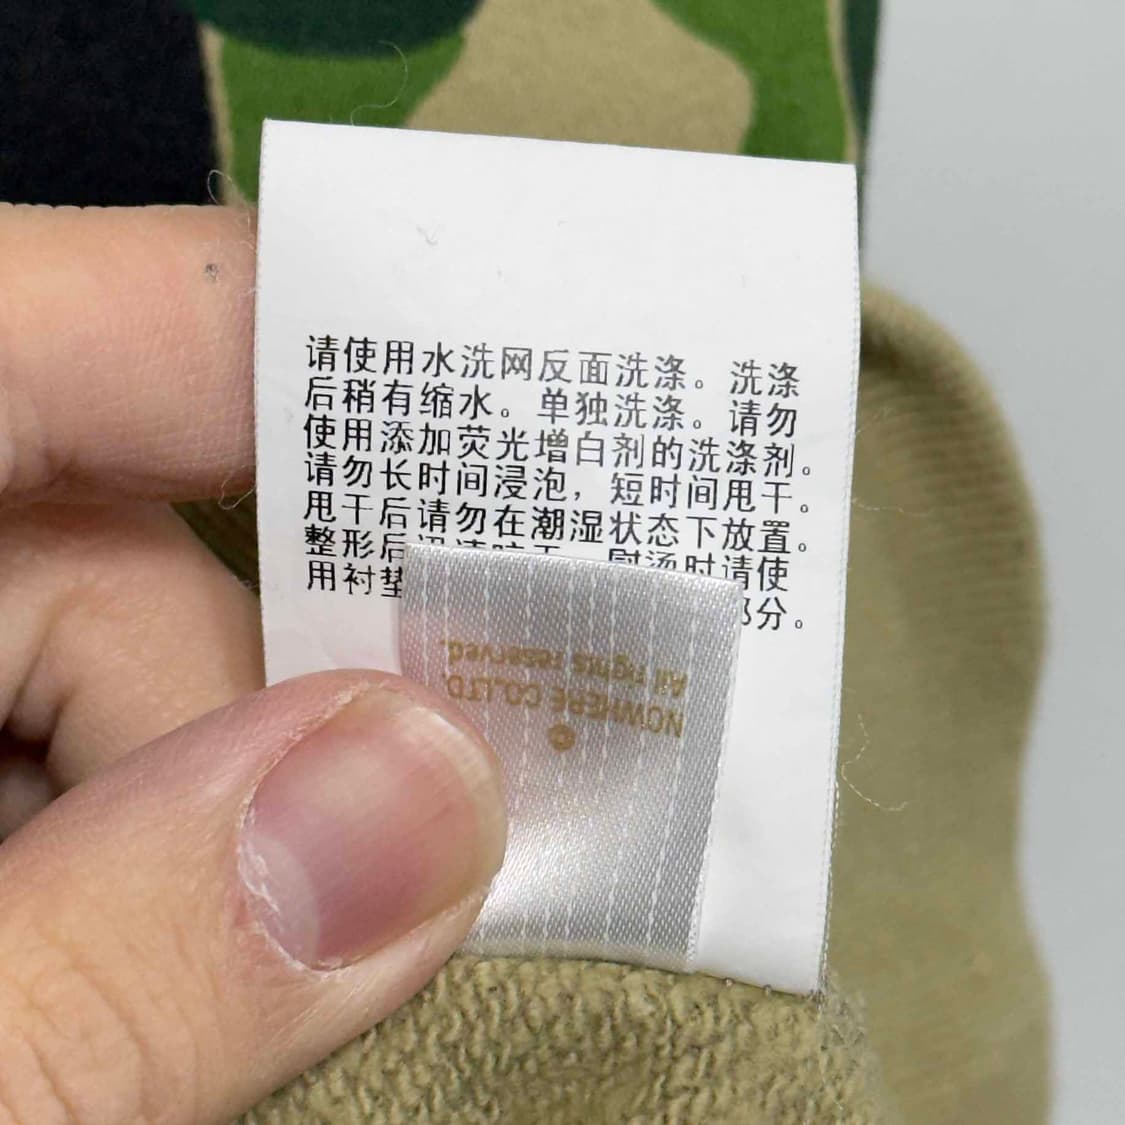 请使用水洗网反面洗涤。洗涤
后稍有缩水。单独洗涤。请勿
使用添加荧光增白剂的洗涤剂。
请勿长时间浸泡，短时间甩干。
甩干后请勿在潮湿状态下放置。
整形后 时请使
用衬垫 部分。
©
NOWHERE CO.,LTD.
All rights reserved.